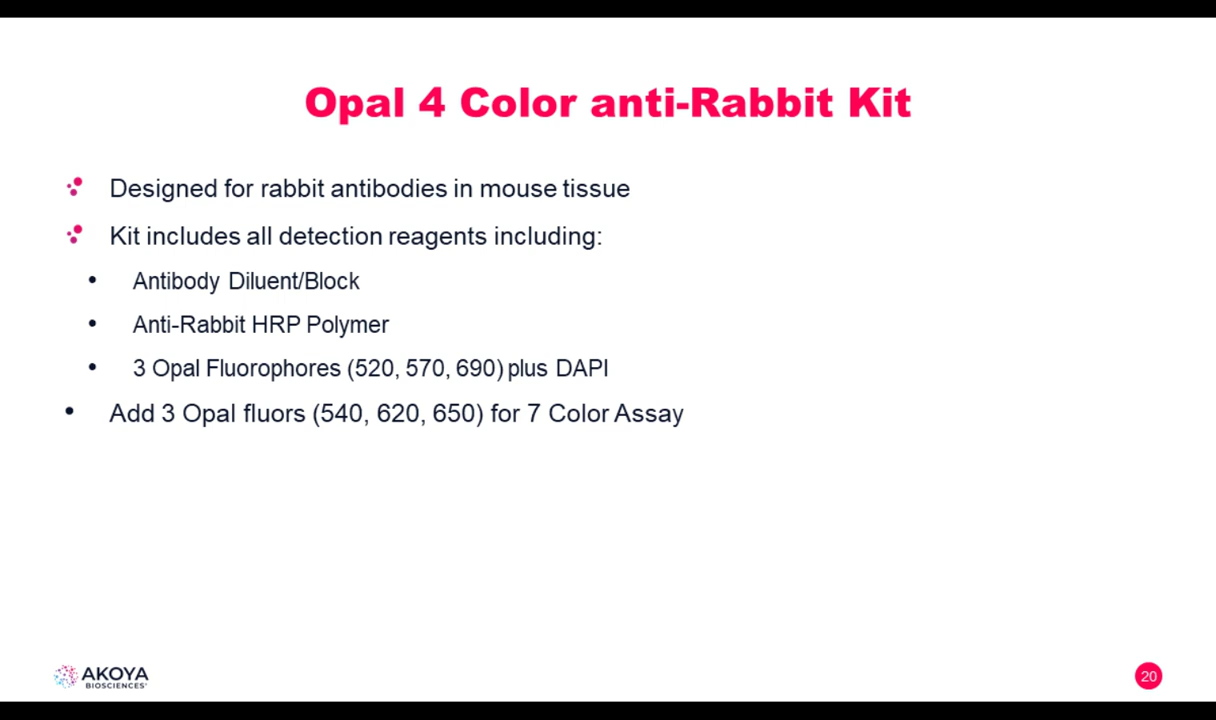 Opal 4 Color anti-Rabbit Kit
Designed for rabbit antibodies in mouse tissue
Kit includes all detection reagents including:
• Antibody Diluent/Block
• Anti-Rabbit HRP Polymer
• 3 Opal Fluorophores (520, 570, 690) plus DAPI
• Add 3 Opal fluors (540, 620, 650) for 7 Color Assay
AKOYA
BIOSCIENCES
20